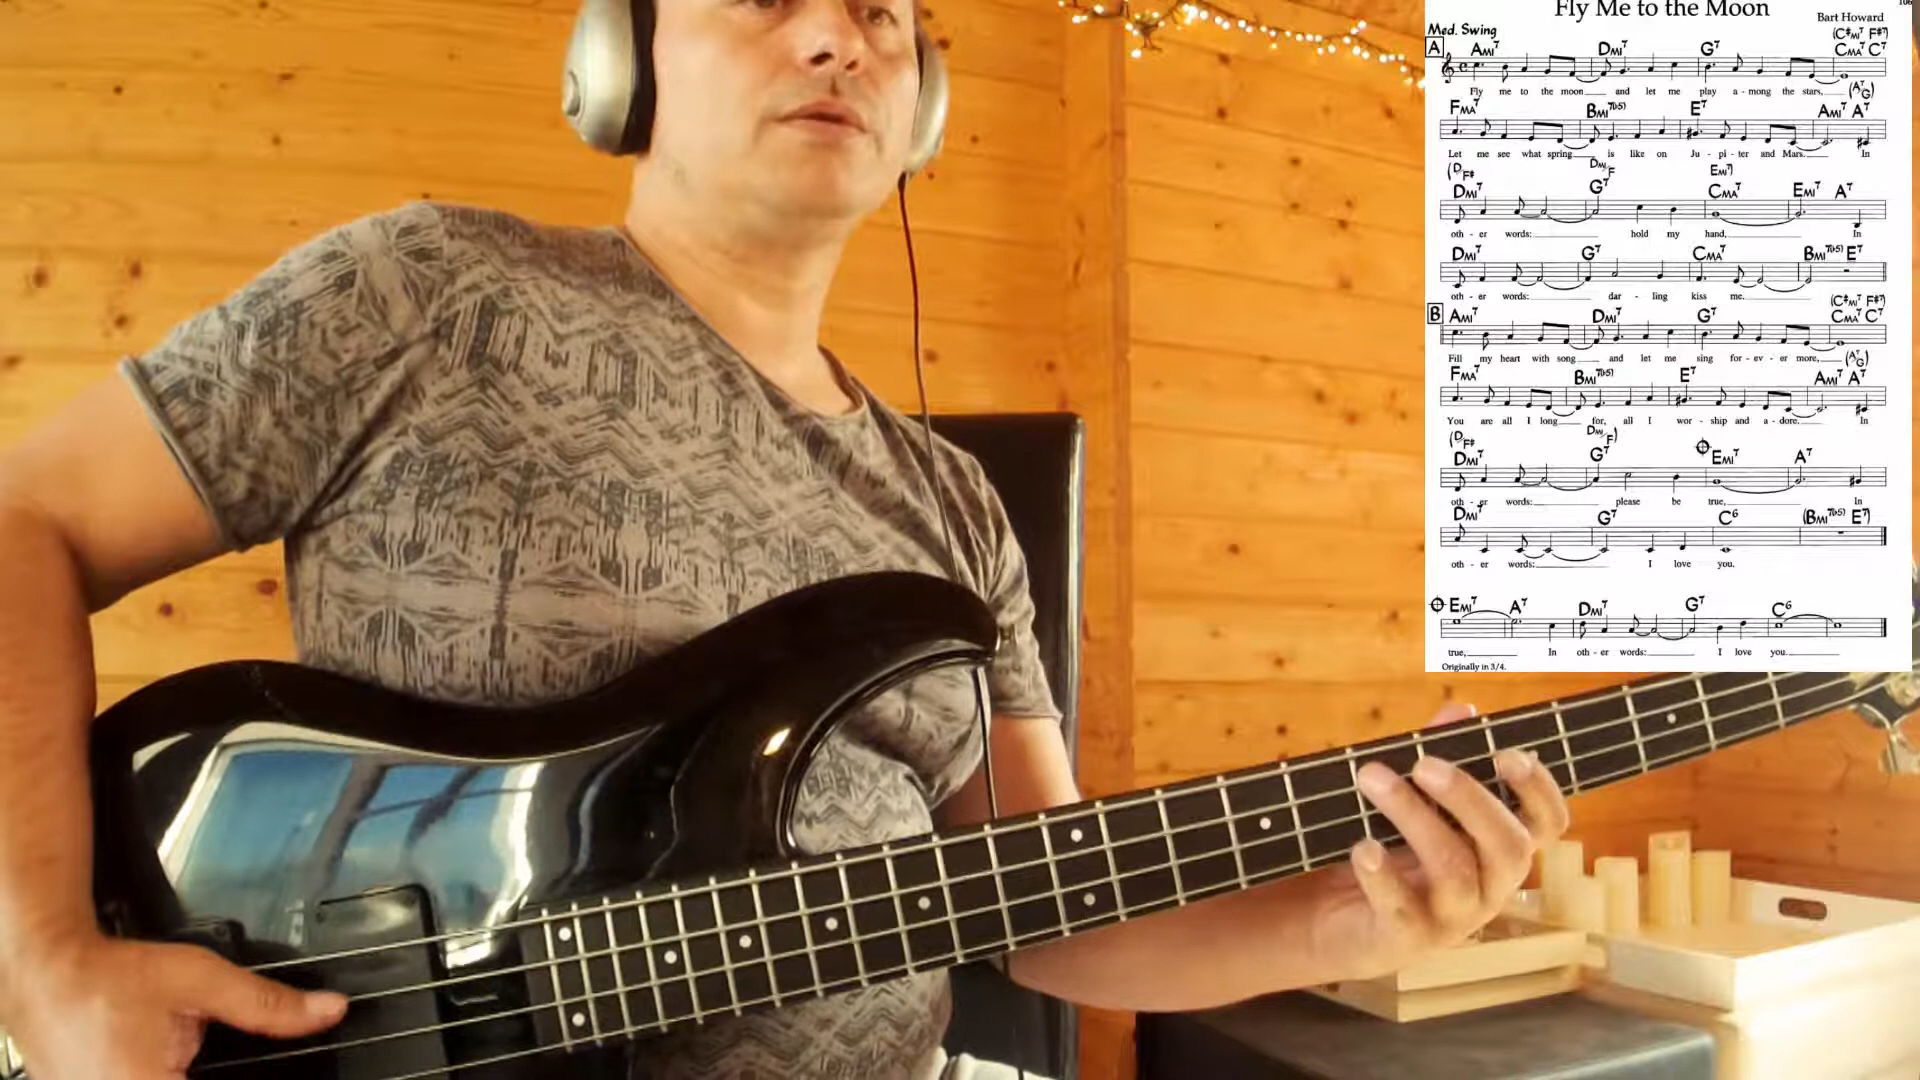 106
Fly Me to the Moon
Bart Howard
Med. Swing
(C#MI7 F#7)
A AMI7 DMI7 G7 CMA7 C7
Fly me to the moon and let me play a - mong the stars, (A7/G)
FMA7 BMI7(b5) E7 AMI7 A7
Let me see what spring is like on Ju - pi - ter and Mars. In
(D/F# DMI/F EMI7)
DMI7 G7 CMA7 EMI7 A7
oth - er words: hold my hand, In
DMI7 G7 CMA7 BMI7(b5) E7
oth - er words: dar - ling kiss me.
(C#MI7 F#7)
B AMI7 DMI7 G7 CMA7 C7
Fill my heart with song and let me sing for - ev - er more, (A7/G)
FMA7 BMI7(b5) E7 AMI7 A7
You are all I long for, all I wor - ship and a - dore. In
(D/F# DMI/F)
DMI7 G7 EMI7 A7
oth - er words: please be true, In
DMI7 G7 C6 (BMI7(b5) E7)
oth - er words: I love you.
EMI7 A7 DMI7 G7 C6
true, In oth - er words: I love you.
Originally in 3/4.